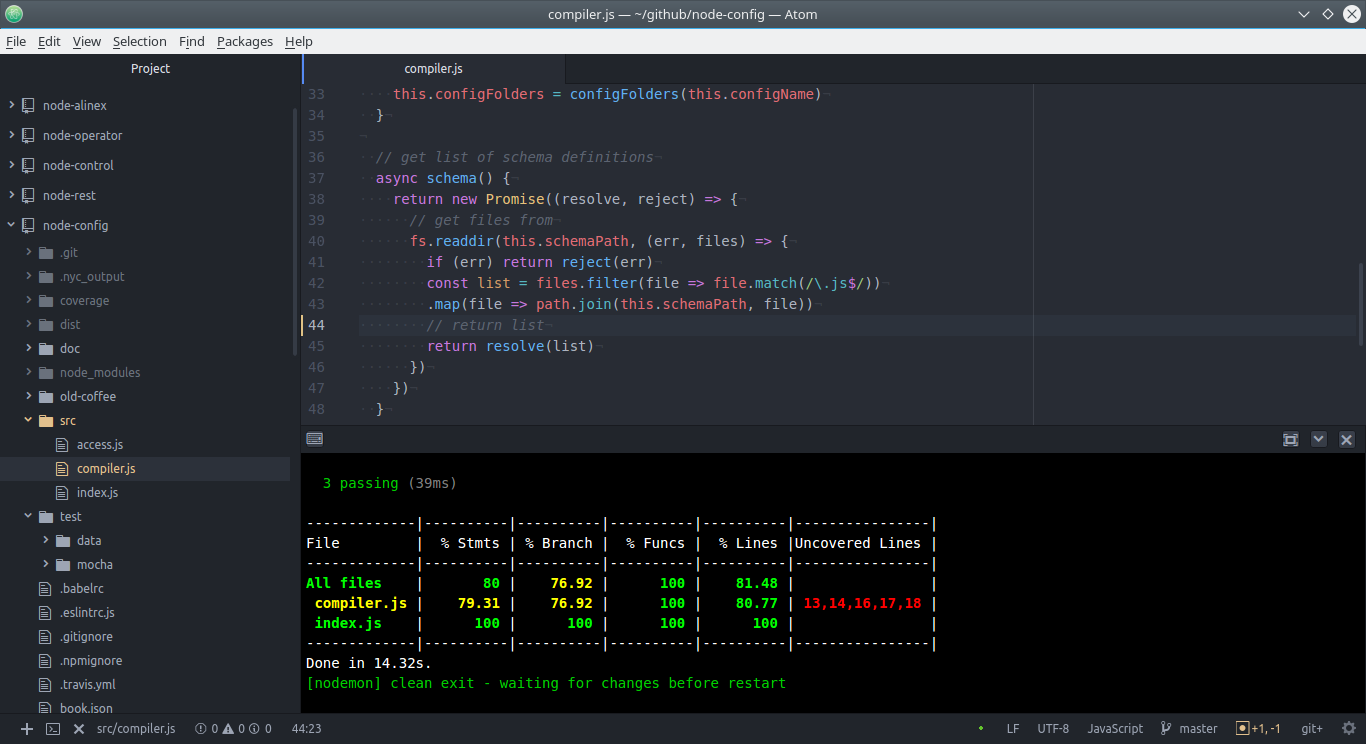 compiler.js — ~/github/node-config — Atom
File Edit View Selection Find Packages Help
Project
node-alinex
node-operator
node-control
node-rest
node-config
.git
.nyc_output
coverage
dist
doc
node_modules
old-coffee
src
access.js
compiler.js
index.js
test
data
mocha
.babelrc
.eslintrc.js
.gitignore
.npmignore
.travis.yml
book.json
compiler.js
33 this.configFolders = configFolders(this.configName)
34 }
35
36 // get list of schema definitions
37 async schema() {
38 return new Promise((resolve, reject) => {
39 // get files from
40 fs.readdir(this.schemaPath, (err, files) => {
41 if (err) return reject(err)
42 const list = files.filter(file => file.match(/\.js$/))
43 .map(file => path.join(this.schemaPath, file))
44 // return list
45 return resolve(list)
46 })
47 })
48 }
3 passing (39ms)
-------------|----------|----------|----------|----------|----------------|
File | % Stmts | % Branch | % Funcs | % Lines |Uncovered Lines |
-------------|----------|----------|----------|----------|----------------|
All files | 80 | 76.92 | 100 | 81.48 | |
compiler.js | 79.31 | 76.92 | 100 | 80.77 | 13,14,16,17,18 |
index.js | 100 | 100 | 100 | 100 | |
-------------|----------|----------|----------|----------|----------------|
Done in 14.32s.
[nodemon] clean exit - waiting for changes before restart
src/compiler.js 0 0 0 44:23 LF UTF-8 JavaScript master +1, -1 git+